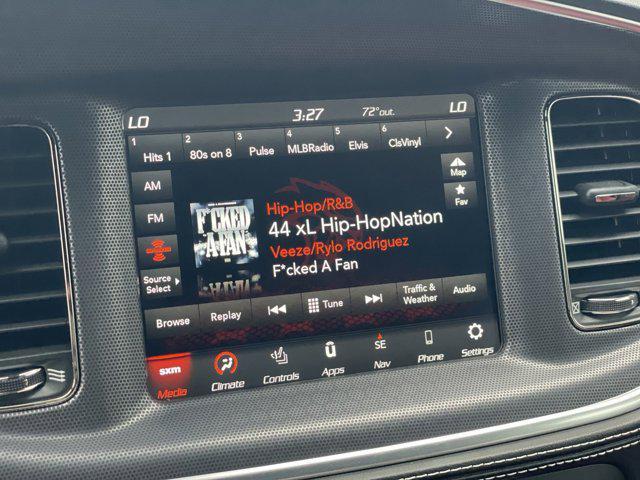 LO 3:27 72°out. LO
1 Hits 1 2 80s on 8 3 Pulse 4 MLBRadio 5 Elvis 6 ClsVinyl
AM
FM
Source
Select
F*CKED
A FAN
Hip-Hop/R&B
44 xL Hip-HopNation
Veeze/Rylo Rodriguez
F*cked A Fan
Map
Fav
Browse Replay Tune Traffic &
Weather Audio
sxm
Media Climate Controls Apps SE
Nav Phone Settings